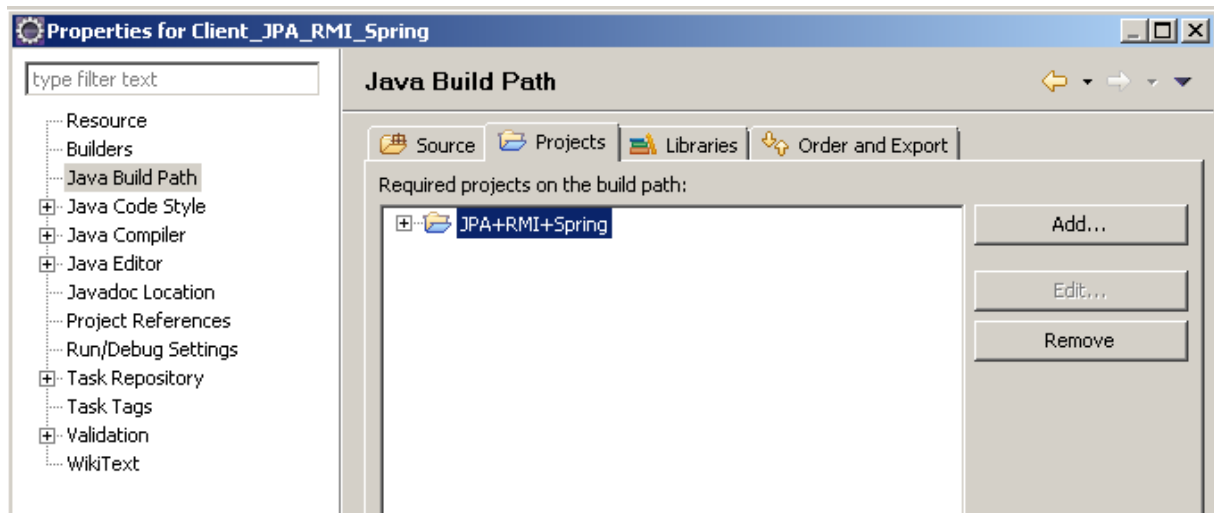 Properties for Client_JPA_RMI_Spring
type filter text
Resource
Builders
Java Build Path
Java Code Style
Java Compiler
Java Editor
Javadoc Location
Project References
Run/Debug Settings
Task Repository
Task Tags
Validation
WikiText
Java Build Path
Source Projects Libraries Order and Export
Required projects on the build path:
JPA+RMI+Spring
Add...
Edit...
Remove